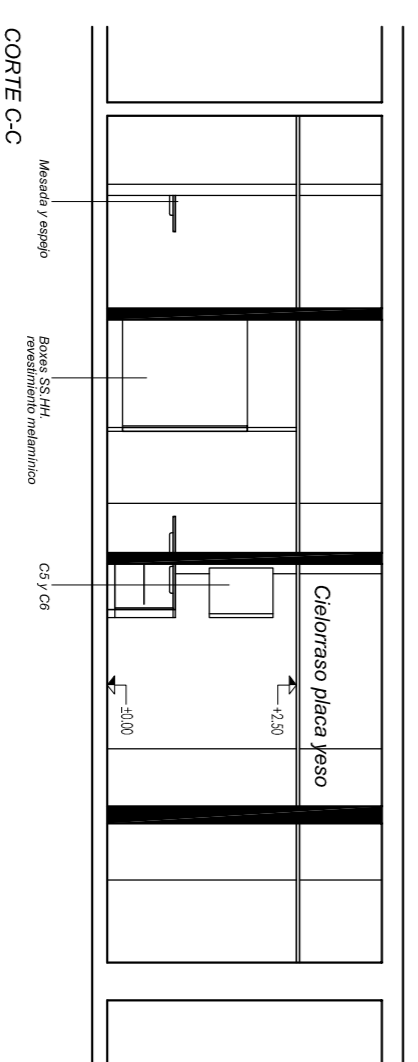 Cielorraso placa yeso
+2.50
±0.00
Mesada y espejo
Boxes SS.HH.
revestimiento melamínico
C5 y C6
CORTE C-C